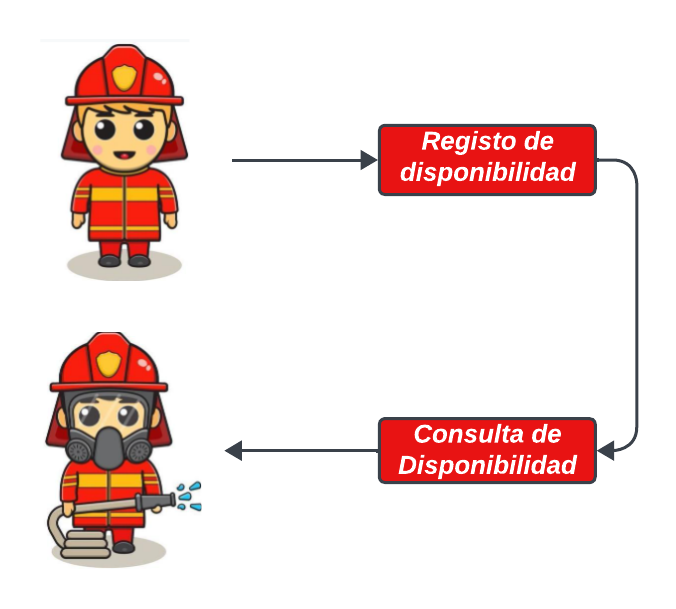 Registo de
disponibilidad
Consulta de
Disponibilidad